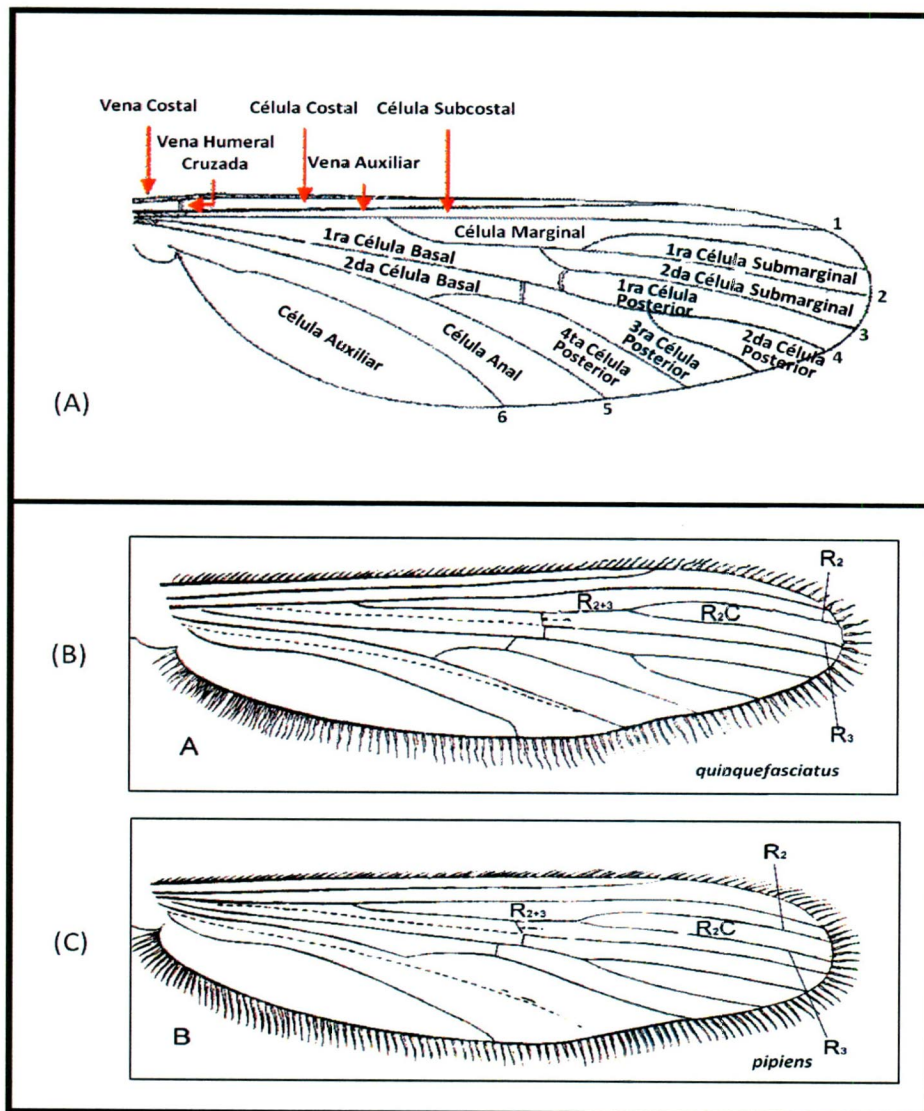 Vena Costal
Célula Costal
Célula Subcostal
Vena Humeral
Cruzada
Vena Auxiliar
Célula Marginal
1
1ra Célula Basal
2da Célula Basal
1ra Célula Submarginal
2da Célula Submarginal
2
1ra Célula
Posterior
3
2da Célula
Posterior
4
3ra Célula
Posterior
4ta Célula
Posterior
Célula Auxiliar
Célula Anal
5
6
(A)
R2
R2+3
R2C
(B)
A
R3
quinquefasciatus
R2
R2+3
R2C
(C)
B
R3
pipiens